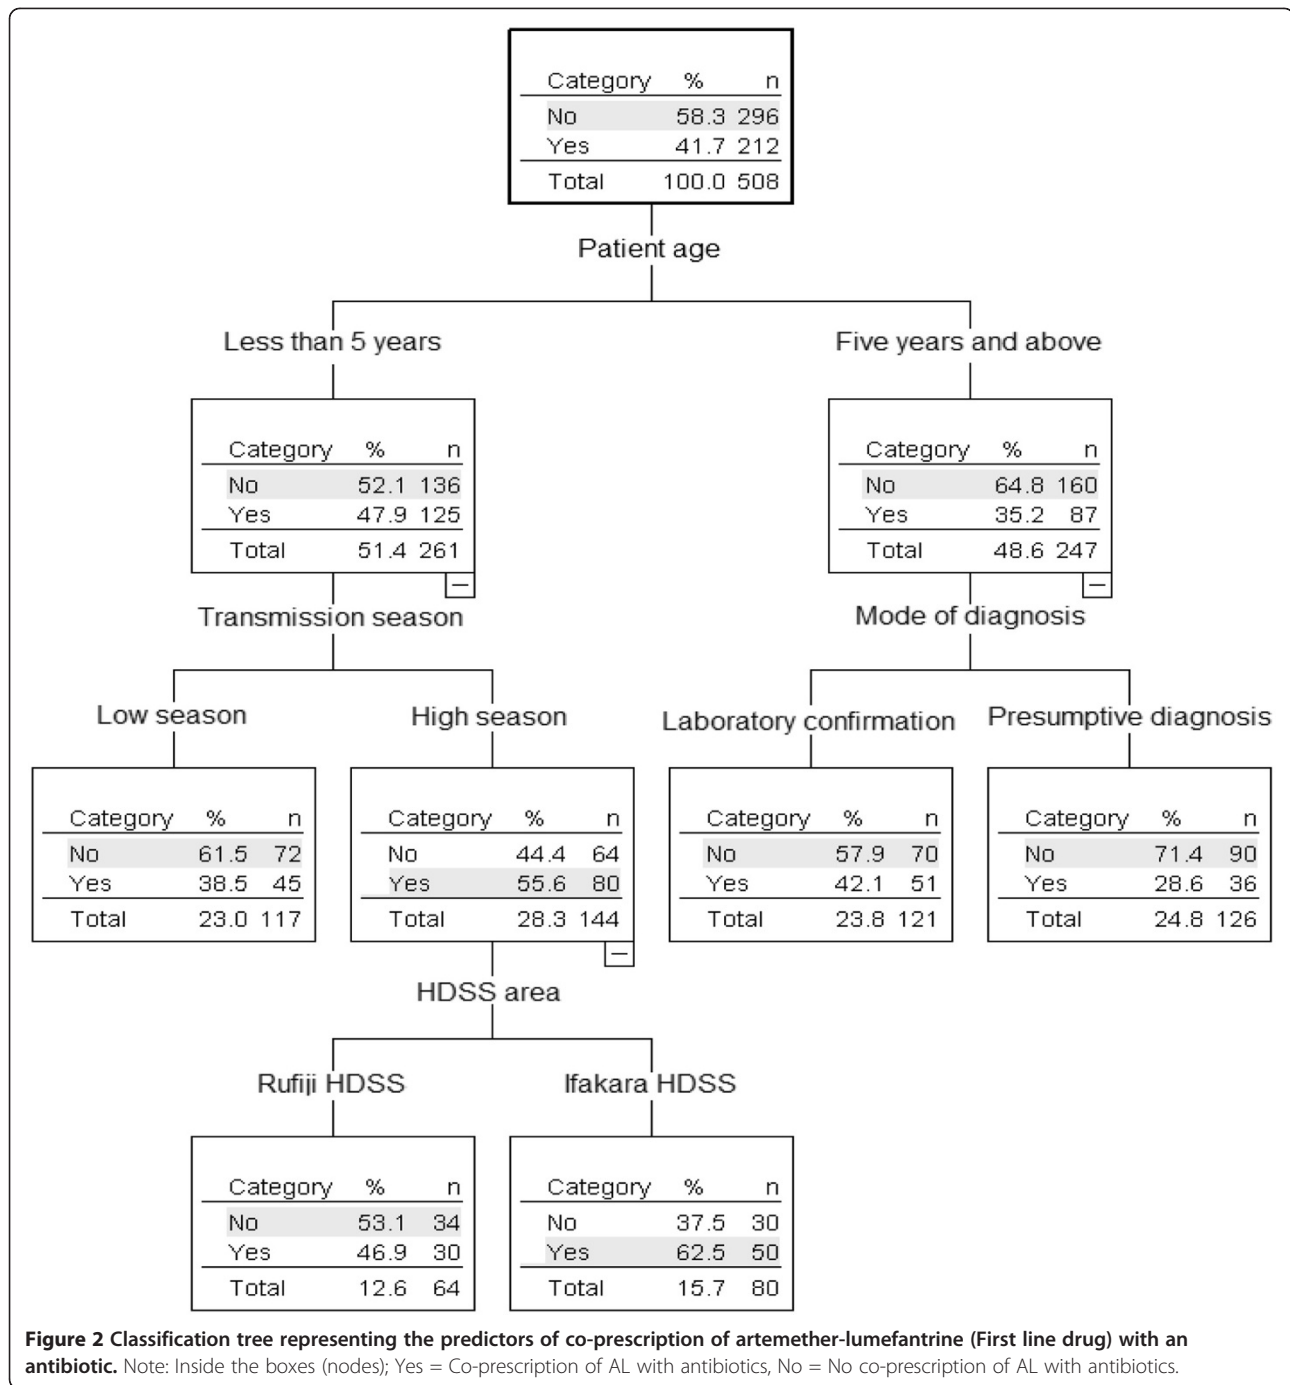 Category % n
No 58.3 296
Yes 41.7 212
Total 100.0 508
Patient age
Less than 5 years
Five years and above
Category % n
No 52.1 136
Yes 47.9 125
Total 51.4 261
Category % n
No 64.8 160
Yes 35.2 87
Total 48.6 247
Transmission season
Mode of diagnosis
Low season
High season
Laboratory confirmation
Presumptive diagnosis
Category % n
No 61.5 72
Yes 38.5 45
Total 23.0 117
Category % n
No 44.4 64
Yes 55.6 80
Total 28.3 144
Category % n
No 57.9 70
Yes 42.1 51
Total 23.8 121
Category % n
No 71.4 90
Yes 28.6 36
Total 24.8 126
HDSS area
Rufiji HDSS
Ifakara HDSS
Category % n
No 53.1 34
Yes 46.9 30
Total 12.6 64
Category % n
No 37.5 30
Yes 62.5 50
Total 15.7 80
Figure 2 Classification tree representing the predictors of co-prescription of artemether-lumefantrine (First line drug) with an
antibiotic. Note: Inside the boxes (nodes); Yes = Co-prescription of AL with antibiotics, No = No co-prescription of AL with antibiotics.